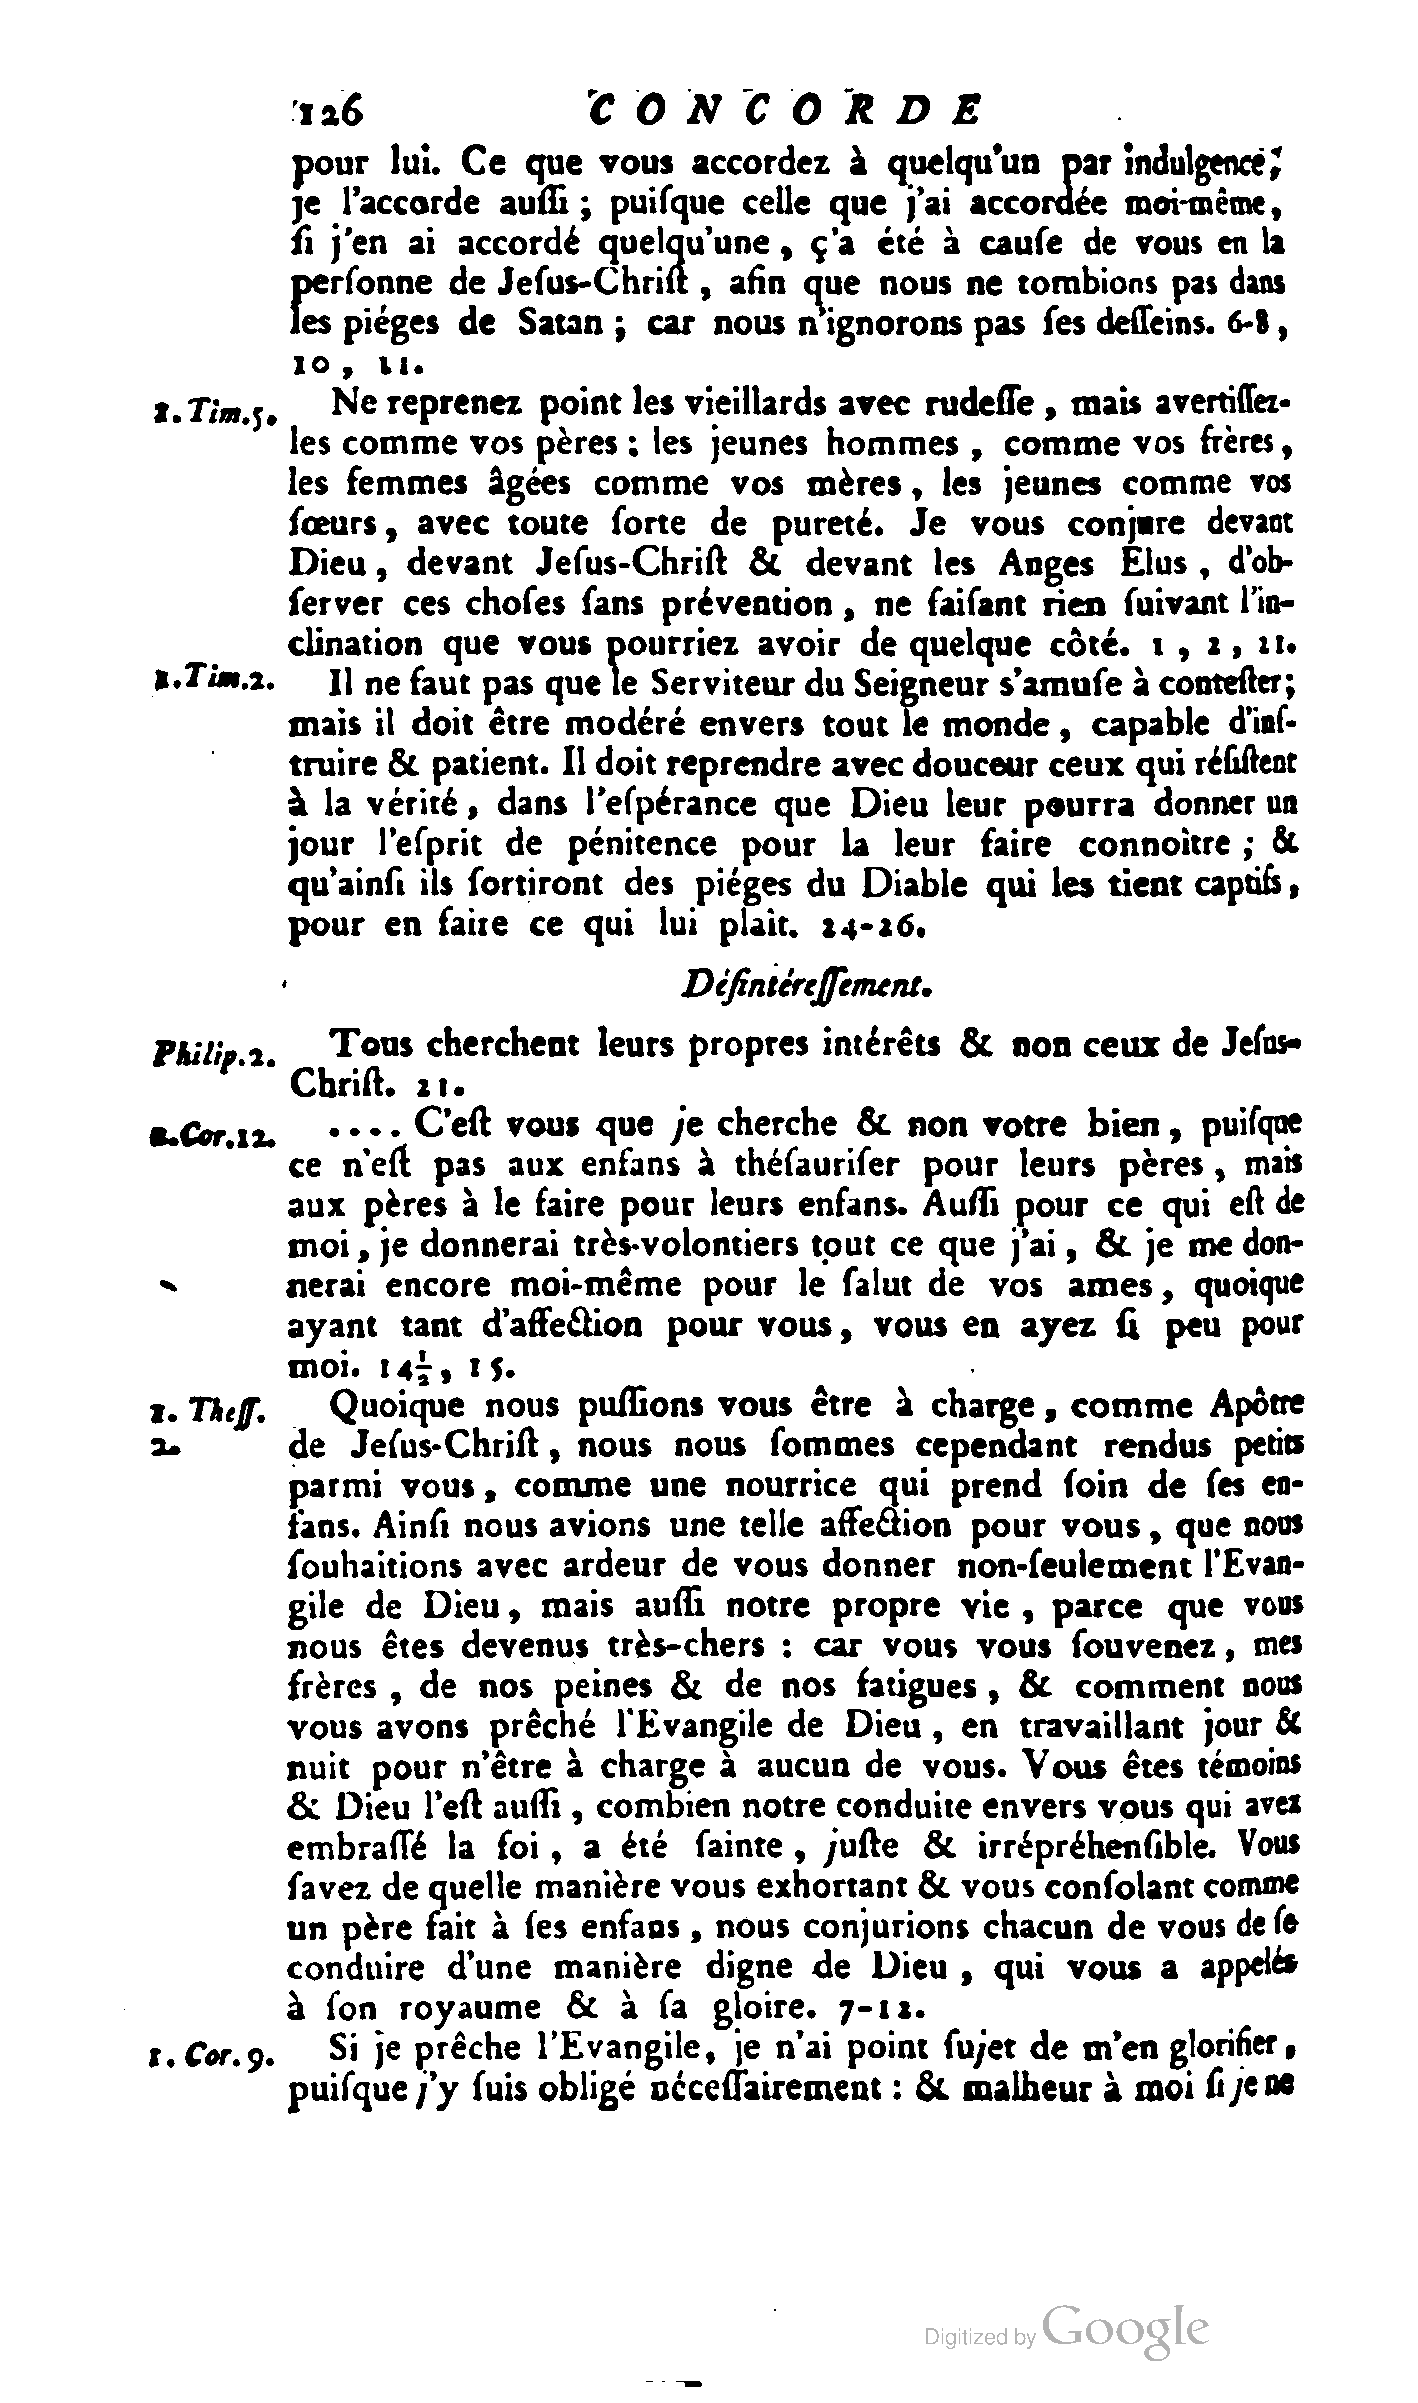 126 CONCORDE
pour lui. Ce que vous accordez à quelqu'un par indulgence,
je l'accorde auſſi ; puiſque celle que j'ai accordée moi-même,
ſi j'en ai accordé quelqu'une, ç'a été à cauſe de vous en la
perſonne de Jeſus-Chriſt, afin que nous ne tombions pas dans
les piéges de Satan ; car nous n'ignorons pas ſes deſſeins. 6-8,
10, 11.
1. Tim. 5. Ne reprenez point les vieillards avec rudeſſe, mais avertiſſez-
les comme vos pères : les jeunes hommes, comme vos frères,
les femmes âgées comme vos mères, les jeunes comme vos
ſœurs, avec toute ſorte de pureté. Je vous conjure devant
Dieu, devant Jeſus-Chriſt & devant les Anges Elus, d'ob-
ſerver ces choſes ſans prévention, ne faiſant rien ſuivant l'in-
clination que vous pourriez avoir de quelque côté. 1, 2, 21.
2. Tim. 2. Il ne faut pas que le Serviteur du Seigneur s'amuſe à conteſter;
mais il doit être modéré envers tout le monde, capable d'inſ-
truire & patient. Il doit reprendre avec douceur ceux qui réſiſtent
à la vérité, dans l'eſpérance que Dieu leur pourra donner un
jour l'eſprit de pénitence pour la leur faire connoître ; &
qu'ainſi ils ſortiront des piéges du Diable qui les tient captifs,
pour en faire ce qui lui plaît. 24-26.
Déſintéreſſement.
Philip. 2. Tous cherchent leurs propres intérêts & non ceux de Jeſus-
Chriſt. 21.
2. Cor. 12. .... C'eſt vous que je cherche & non votre bien, puiſque
ce n'eſt pas aux enfans à théſauriſer pour leurs pères, mais
aux pères à le faire pour leurs enfans. Auſſi pour ce qui eſt de
moi, je donnerai très-volontiers tout ce que j'ai, & je me don-
nerai encore moi-même pour le ſalut de vos ames, quoique
ayant tant d'affection pour vous, vous en ayez ſi peu pour
moi. 14½, 15.
1. Theſſ. Quoique nous puſſions vous être à charge, comme Apôtre
2. de Jeſus-Chriſt, nous nous ſommes cependant rendus petits
parmi vous, comme une nourrice qui prend ſoin de ſes en-
fans. Ainſi nous avions une telle affection pour vous, que nous
ſouhaitions avec ardeur de vous donner non-ſeulement l'Evan-
gile de Dieu, mais auſſi notre propre vie, parce que vous
nous êtes devenus très-chers : car vous vous ſouvenez, mes
frères, de nos peines & de nos fatigues, & comment nous
vous avons prêché l'Evangile de Dieu, en travaillant jour &
nuit pour n'être à charge à aucun de vous. Vous êtes témoins
& Dieu l'eſt auſſi, combien notre conduite envers vous qui avez
embraſſé la foi, a été ſainte, juſte & irrépréhenſible. Vous
ſavez de quelle manière vous exhortant & vous conſolant comme
un père fait à ſes enfans, nous conjurions chacun de vous de ſe
conduire d'une manière digne de Dieu, qui vous a appelés
à ſon royaume & à ſa gloire. 7-12.
1. Cor. 9. Si je prêche l'Evangile, je n'ai point ſujet de m'en glorifier,
puiſque j'y ſuis obligé néceſſairement : & malheur à moi ſi je ne
Digitized by Google